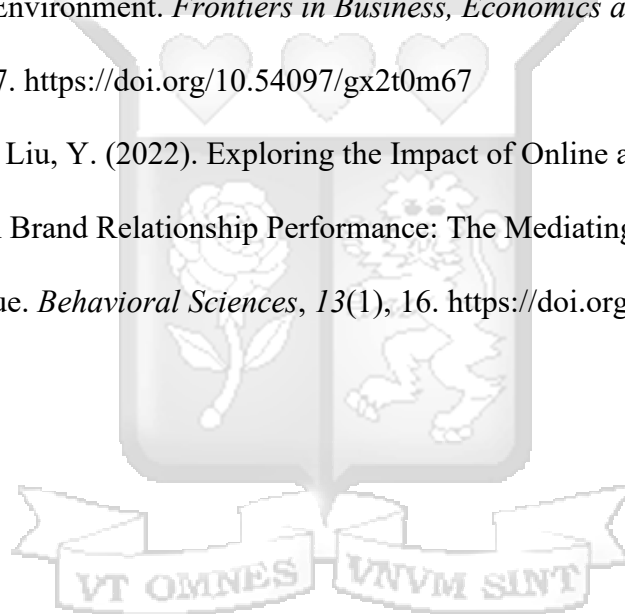 Environment. Frontiers in Business, Economics a
7. https://doi.org/10.54097/gx2t0m67
Liu, Y. (2022). Exploring the Impact of Online a
Brand Relationship Performance: The Mediating
ue. Behavioral Sciences, 13(1), 16. https://doi.org
VT OMNES VNVM SINT